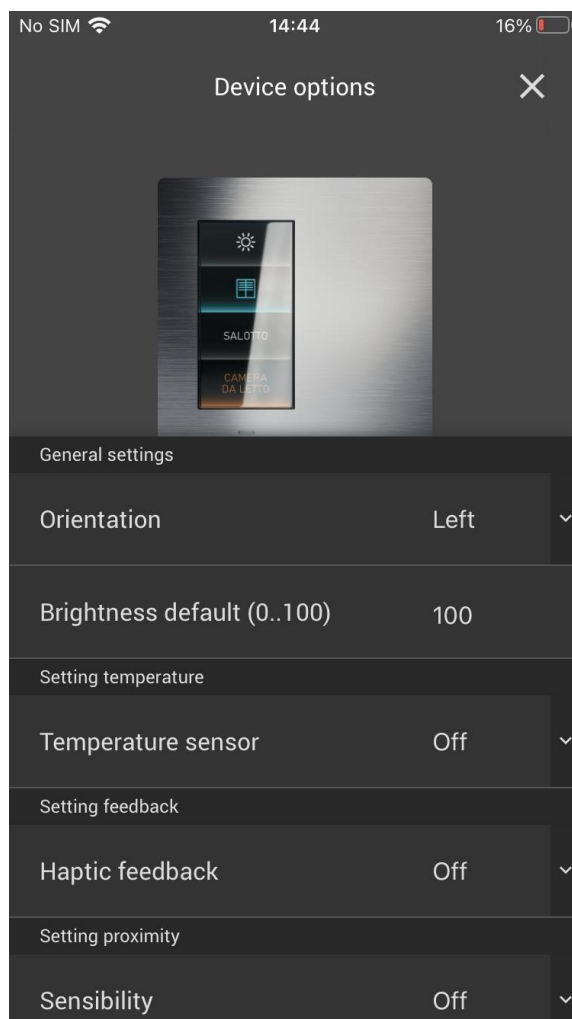 No SIM 14:44 16%
Device options
SALOTTO
CAMERA
DA LETTO
General settings
Orientation Left
Brightness default (0..100) 100
Setting temperature
Temperature sensor Off
Setting feedback
Haptic feedback Off
Setting proximity
Sensibility Off